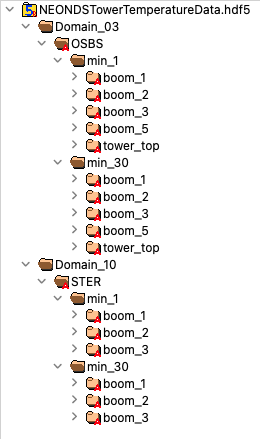 NEONDSTowerTemperatureData.hdf5
Domain_03
OSBS
min_1
boom_1
boom_2
boom_3
boom_5
tower_top
min_30
boom_1
boom_2
boom_3
boom_5
tower_top
Domain_10
STER
min_1
boom_1
boom_2
boom_3
min_30
boom_1
boom_2
boom_3